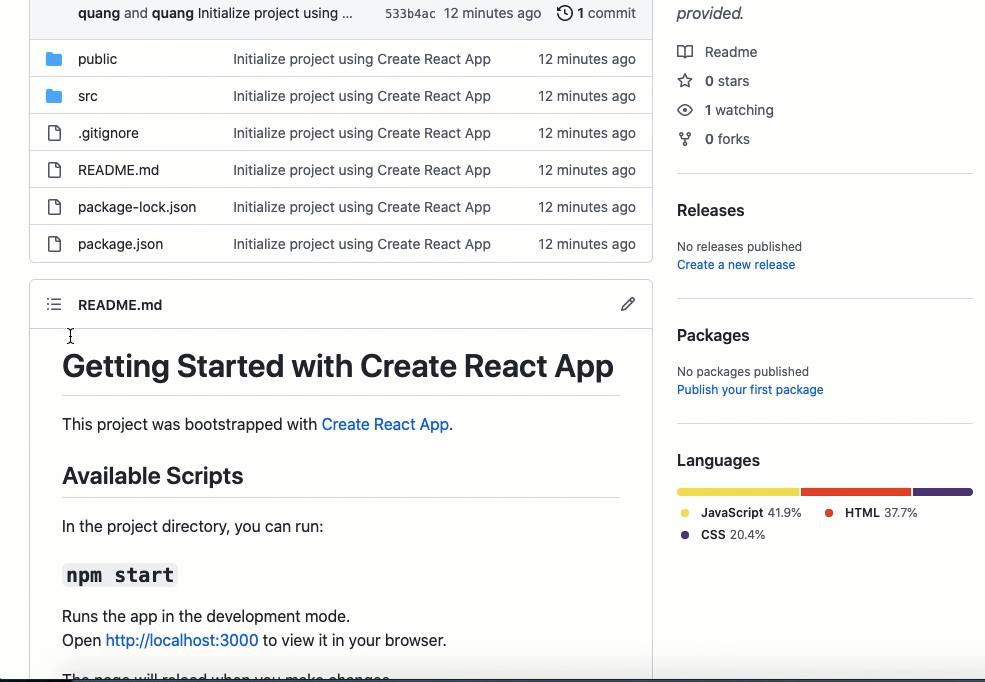 quang and quang Initialize project using ... 533b4ac 12 minutes ago 1 commit
public Initialize project using Create React App 12 minutes ago
src Initialize project using Create React App 12 minutes ago
.gitignore Initialize project using Create React App 12 minutes ago
README.md Initialize project using Create React App 12 minutes ago
package-lock.json Initialize project using Create React App 12 minutes ago
package.json Initialize project using Create React App 12 minutes ago
README.md
Getting Started with Create React App
This project was bootstrapped with Create React App.
Available Scripts
In the project directory, you can run:
npm start
Runs the app in the development mode.
Open http://localhost:3000 to view it in your browser.
The page will reload when you make changes.
provided.
Readme
0 stars
1 watching
0 forks
Releases
No releases published
Create a new release
Packages
No packages published
Publish your first package
Languages
JavaScript 41.9% HTML 37.7%
CSS 20.4%